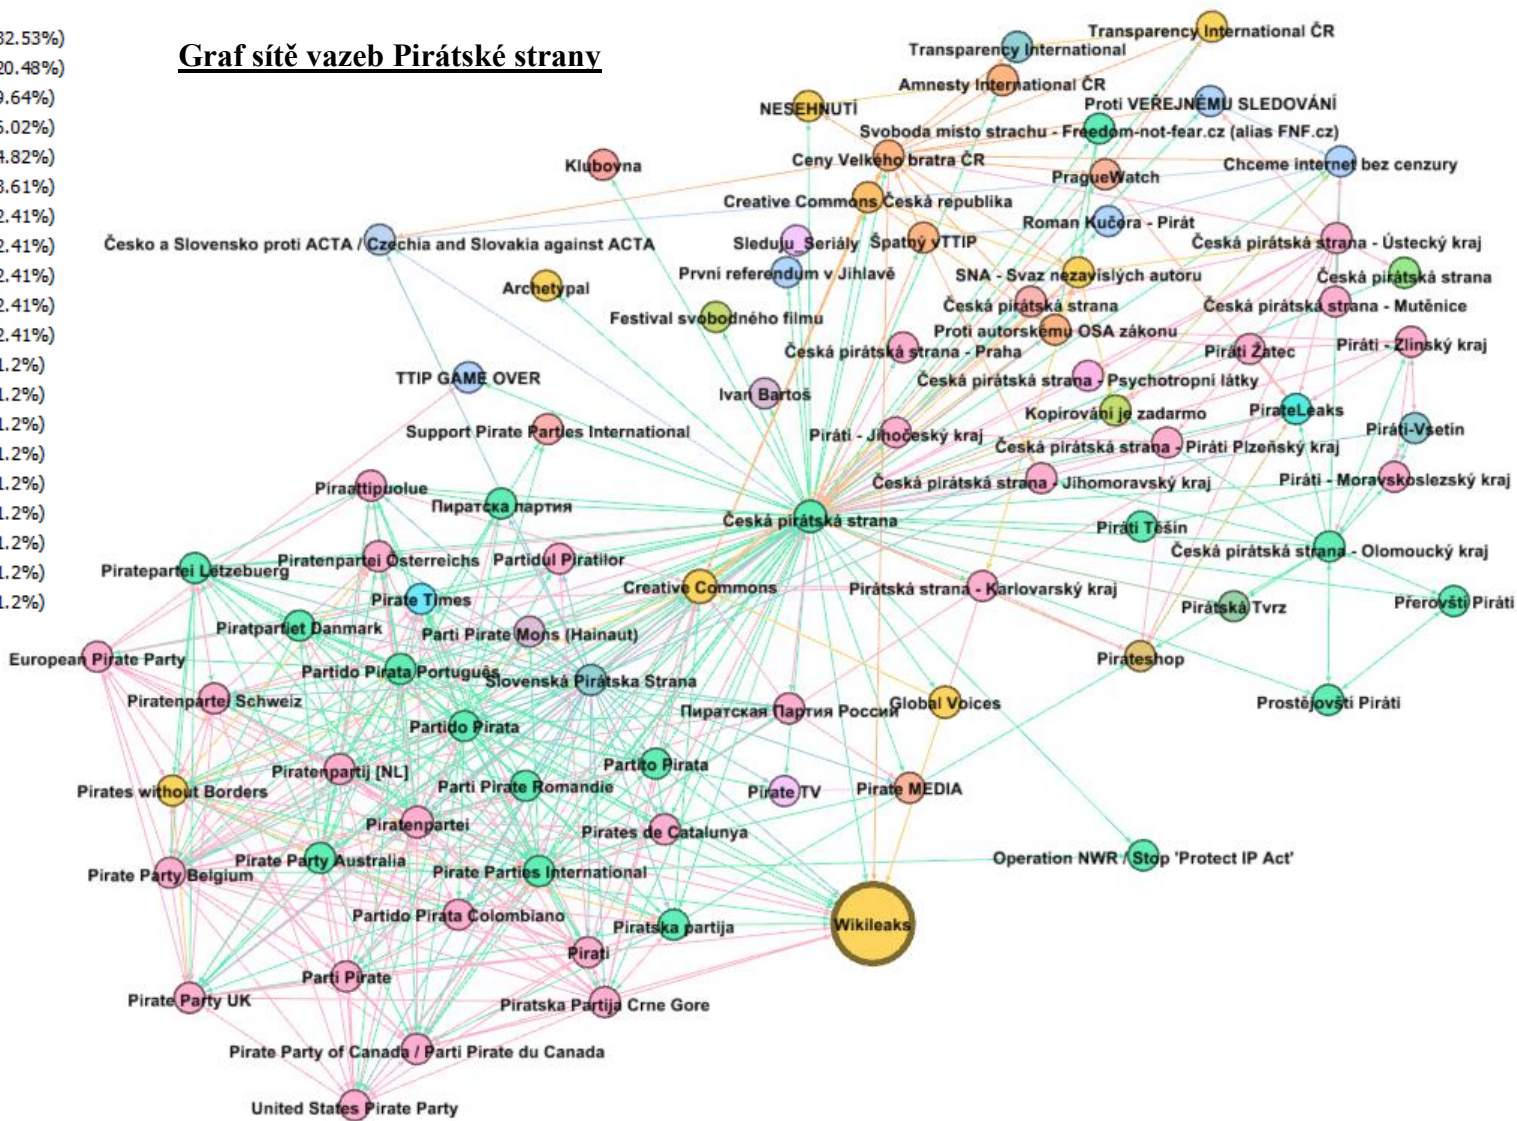 32.53%)
20.48%)
9.64%)
6.02%)
4.82%)
3.61%)
2.41%)
2.41%)
2.41%)
2.41%)
2.41%)
1.2%)
1.2%)
1.2%)
1.2%)
1.2%)
1.2%)
1.2%)
1.2%)
1.2%)
Graf sítě vazeb Pirátské strany
Transparency International ČR
Transparency International
Amnesty International ČR
NESEHNUTÍ
Proti VEŘEJNÉMU SLEDOVÁNÍ
Svoboda místo strachu - Freedom-not-fear.cz (alias FNF.cz)
Klubovna
Ceny Velkého bratra ČR
Chceme internet bez cenzury
PragueWatch
Creative Commons Česká republika
Roman Kučera - Pirát
Česko a Slovensko proti ACTA / Czechia and Slovakia against ACTA
Sleduju_Seriály
Špatný vTTIP
Česká pirátská strana - Ústecký kraj
První referendum v Jihlavě
SNA - Svaz nezavislých autoru
Česká pirátská strana
Archetypal
Česká pirátská strana
Česká pirátská strana - Mutěnice
Festival svobodného filmu
Proti autorskému OSA zákonu
Česká pirátská strana - Praha
Piráti Žatec
Piráti - Zlínský kraj
TTIP GAME OVER
Ivan Bartoš
Česká pirátská strana - Psychotropní látky
Kopírování je zadarmo
PirateLeaks
Support Pirate Parties International
Piráti - Jihočeský kraj
Piráti-Vsetín
Česká pirátská strana - Piráti Plzeňský kraj
Piraattipuolue
Česká pirátská strana - Jihomoravský kraj
Piráti - Moravskoslezský kraj
Пиратска партия
Česká pirátská strana
Piráti Těšín
Česká pirátská strana - Olomoucký kraj
Piratepartei Lëtzebuerg
Piratenpartei Österreichs
Partidul Piratilor
Creative Commons
Pirátská strana - Karlovarský kraj
Pirate Times
Pirátská Tvrz
Přerovští Piráti
Piratpartiet Danmark
Parti Pirate Mons (Hainaut)
European Pirate Party
Partido Pirata Português
Slovenská Pirátska Strana
Pirateshop
Piratenpartei Schweiz
Пиратская Партия России
Global Voices
Prostějovští Piráti
Partido Pirata
Partito Pirata
Piratenpartij [NL]
Pirates without Borders
Parti Pirate Romandie
Pirate TV
Pirate MEDIA
Piratenpartei
Pirates de Catalunya
Pirate Party Australia
Operation NWR / Stop 'Protect IP Act'
Pirate Party Belgium
Pirate Parties International
Partido Pirata Colombiano
Piratska partija
Wikileaks
Pirati
Parti Pirate
Pirate Party UK
Piratska Partija Crne Gore
Pirate Party of Canada / Parti Pirate du Canada
United States Pirate Party